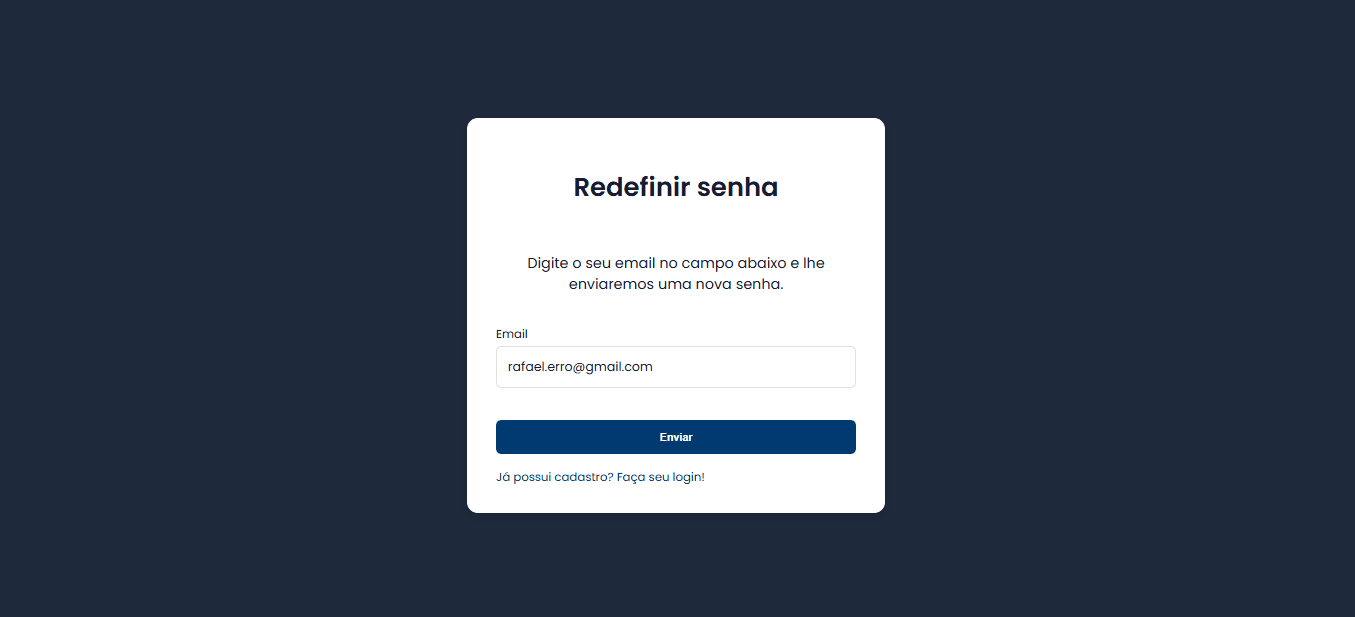 Redefinir senha
Digite o seu email no campo abaixo e lhe
enviaremos uma nova senha.
Email
rafael.erro@gmail.com
Enviar
Já possui cadastro? Faça seu login!